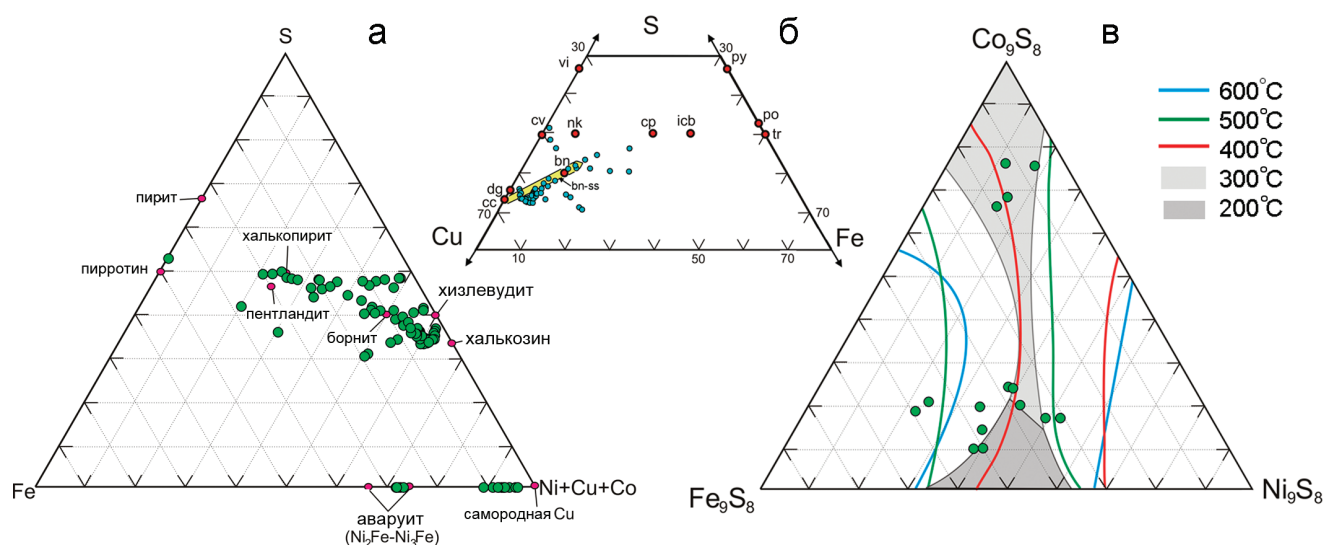 а
S
пирит
халькопирит
пирротин
пентландит
хизлевудит
борнит
халькозин
Fe
Ni+Cu+Co
аваруит
(Ni2Fe-Ni3Fe)
самородная Cu
б
S
30
30
vi
py
cv
nk
cp
icb
po
tr
bn
bn-ss
dg
cc
70
70
Cu
Fe
10
30
50
70
в
Co9S8
600°C
500°C
400°C
300°C
200°C
Fe9S8
Ni9S8